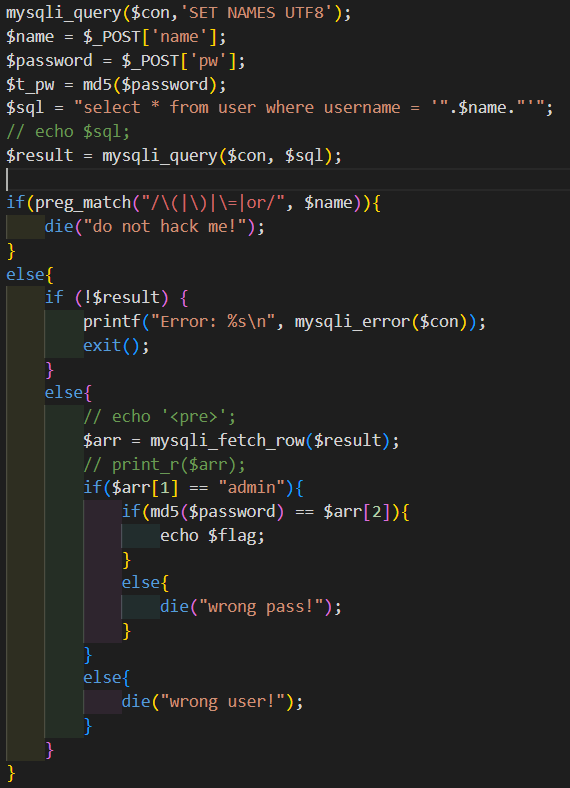 mysqli_query($con,'SET NAMES UTF8');
$name = $_POST['name'];
$password = $_POST['pw'];
$t_pw = md5($password);
$sql = "select * from user where username = '".$name."'";
// echo $sql;
$result = mysqli_query($con, $sql);
if(preg_match("/\(|\)|\=|or/", $name)){
die("do not hack me!");
}
else{
if (!$result) {
printf("Error: %s\n", mysqli_error($con));
exit();
}
else{
// echo '<pre>';
$arr = mysqli_fetch_row($result);
// print_r($arr);
if($arr[1] == "admin"){
if(md5($password) == $arr[2]){
echo $flag;
}
else{
die("wrong pass!");
}
}
else{
die("wrong user!");
}
}
}